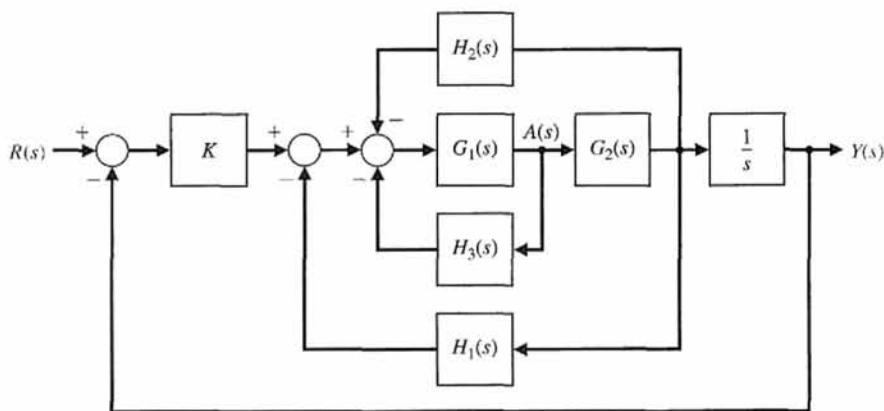 H₂(s)
−
+
+
+
A(s)
R(s)
K
G₁(s)
G₂(s)
1
s
Y(s)
−
−
−
H₃(s)
H₁(s)